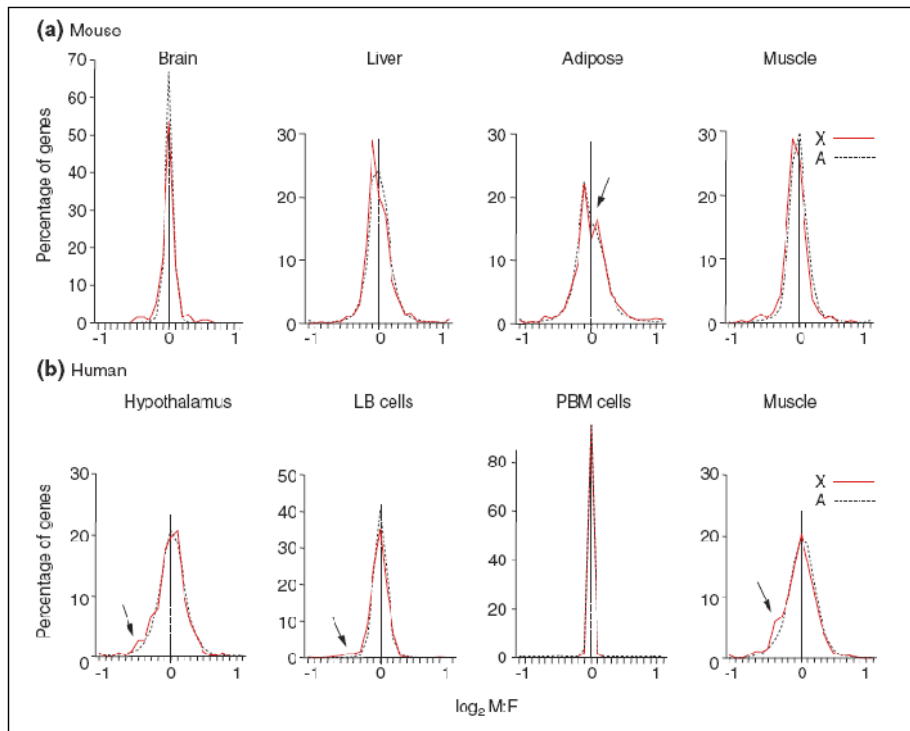 (a) Mouse
Brain
Liver
Adipose
Muscle
Percentage of genes
70
60
50
40
30
20
10
0
-1 0 1
30
20
10
0
-1 0 1
30
20
10
0
-1 0 1
30
20
10
0
-1 0 1
X
A
(b) Human
Hypothalamus
LB cells
PBM cells
Muscle
Percentage of genes
30
20
10
0
-1 0 1
50
40
30
20
10
0
-1 0 1
80
60
40
20
0
-1 0 1
30
20
10
0
-1 0 1
X
A
log₂ M:F